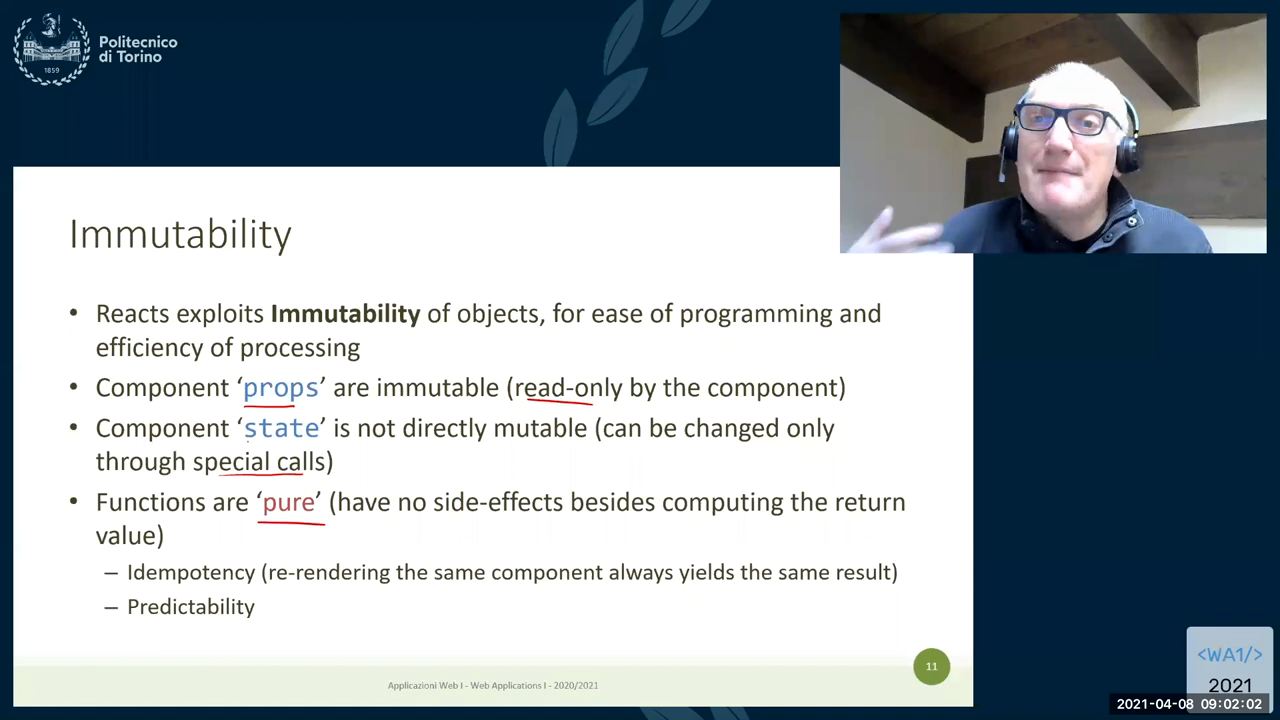 Politecnico
di Torino
1859
Immutability
• Reacts exploits Immutability of objects, for ease of programming and
efficiency of processing
• Component ‘props’ are immutable (read-only by the component)
• Component ‘state’ is not directly mutable (can be changed only
through special calls)
• Functions are ‘pure’ (have no side-effects besides computing the return
value)
– Idempotency (re-rendering the same component always yields the same result)
– Predictability
Applicazioni Web I - Web Applications I - 2020/2021
11
<WA1/>
2021
2021-04-08 09:02:02